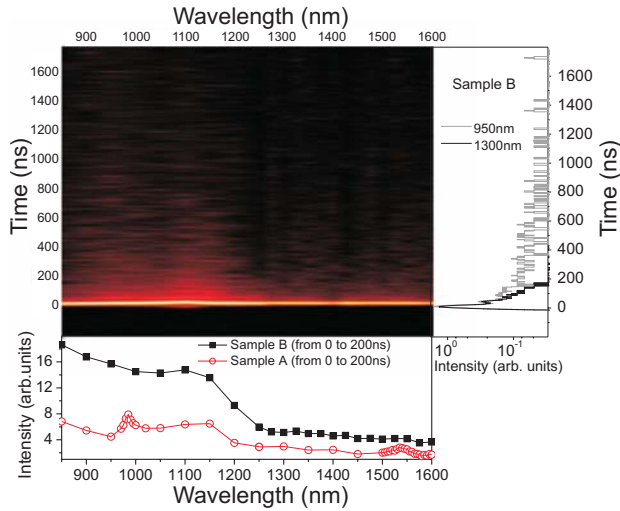 Wavelength (nm)
900 1000 1100 1200 1300 1400 1500 1600
Time (ns)
1600
1400
1200
1000
800
600
400
200
0
Sample B
950nm
1300nm
1600
1400
1200
1000
800
600
400
200
0
Time (ns)
10⁰ 10⁻¹
Intensity (arb. units)
Sample B (from 0 to 200ns)
Sample A (from 0 to 200ns)
Intensity (arb.units)
16
12
8
4
900 1000 1100 1200 1300 1400 1500 1600
Wavelength (nm)